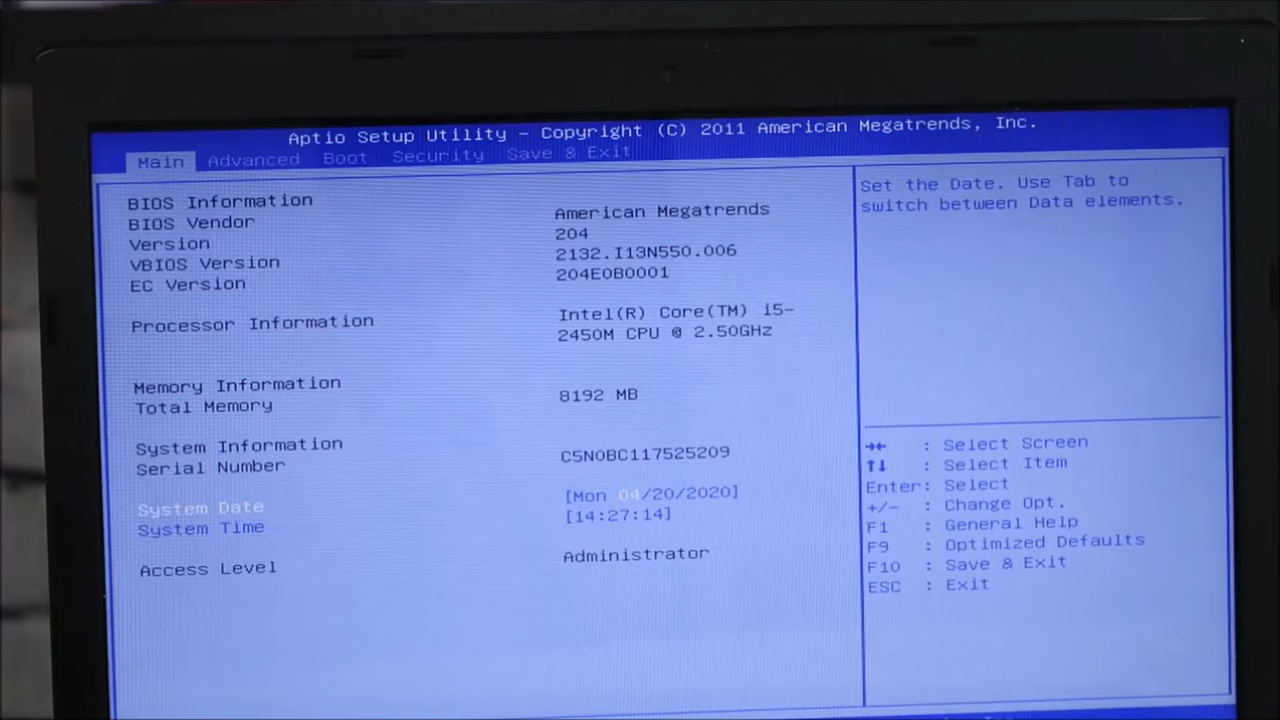 Aptio Setup Utility - Copyright (C) 2011 American Megatrends, Inc.
Main Advanced Boot Security Save & Exit
BIOS Information
BIOS Vendor American Megatrends
Version 204
VBIOS Version 2132.I13N550.006
EC Version 204E0B0001
Processor Information Intel(R) Core(TM) i5-
2450M CPU @ 2.50GHz
Memory Information
Total Memory 8192 MB
System Information
Serial Number C5N0BC117525209
System Date [Mon 04/20/2020]
System Time [14:27:14]
Access Level Administrator
Set the Date. Use Tab to
switch between Data elements.
→← : Select Screen
↑↓ : Select Item
Enter: Select
+/- : Change Opt.
F1 : General Help
F9 : Optimized Defaults
F10 : Save & Exit
ESC : Exit